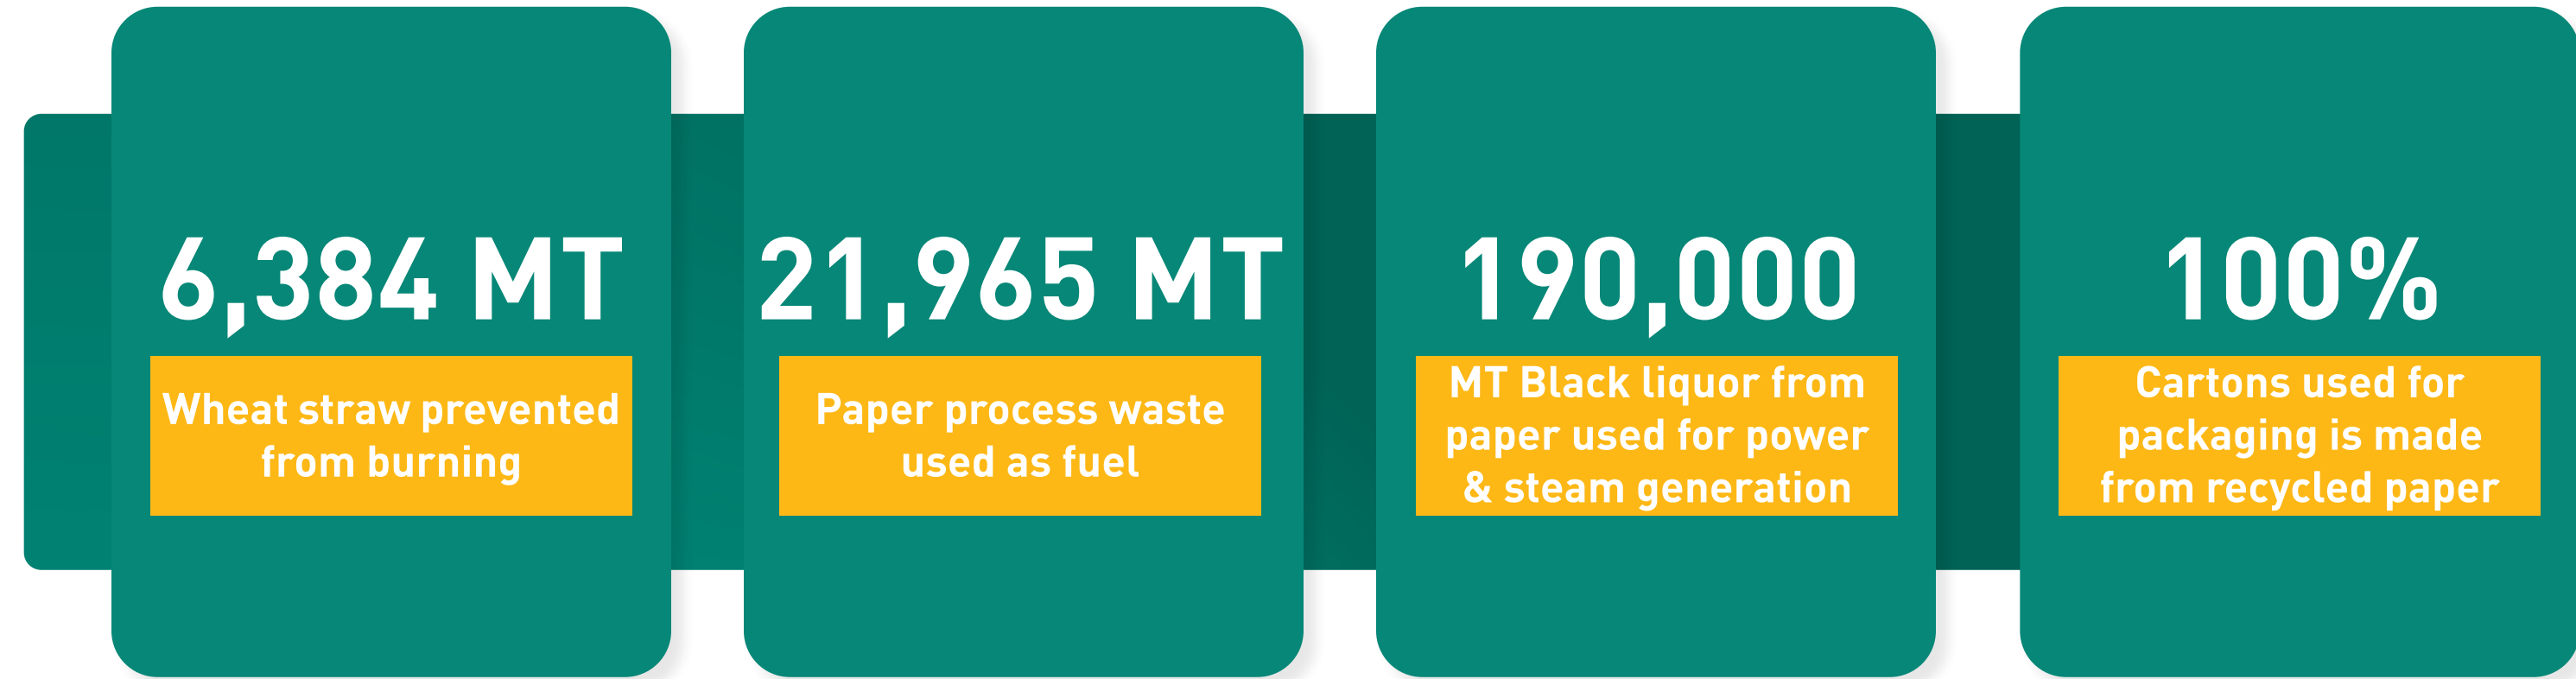 6,384 MT
Wheat straw prevented
from burning
21,965 MT
Paper process waste
used as fuel
190,000
MT Black liquor from
paper used for power
& steam generation
100%
Cartons used for
packaging is made
from recycled paper